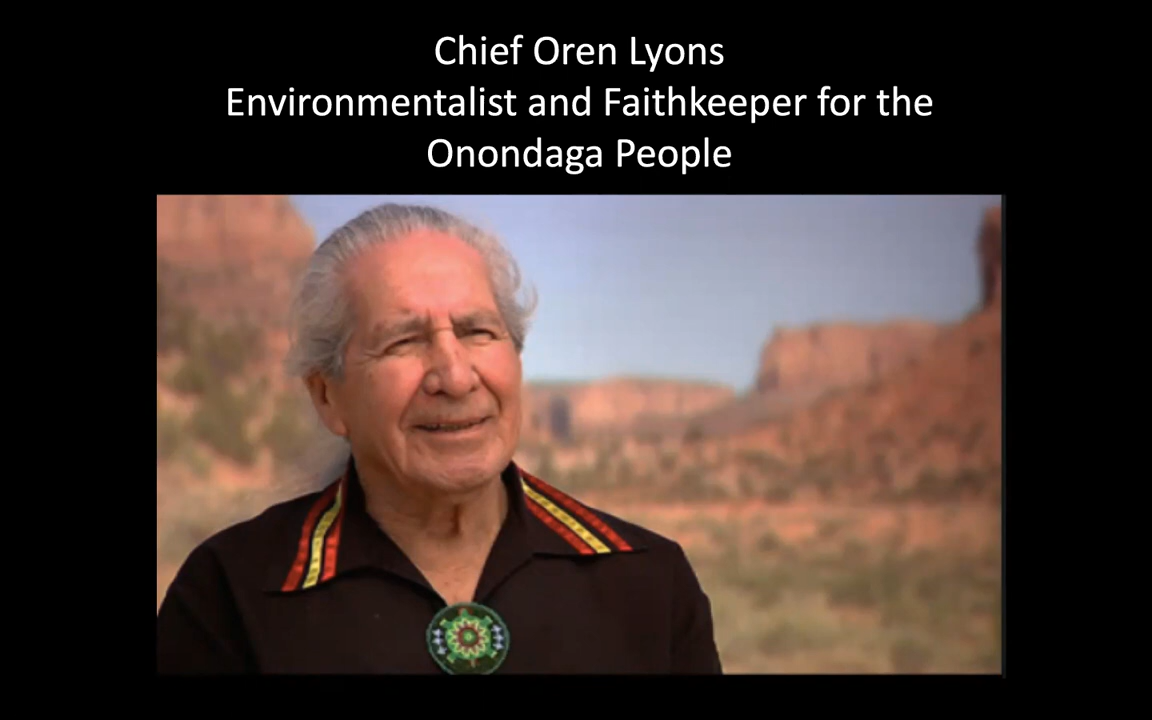 Chief Oren Lyons
Environmentalist and Faithkeeper for the
Onondaga People